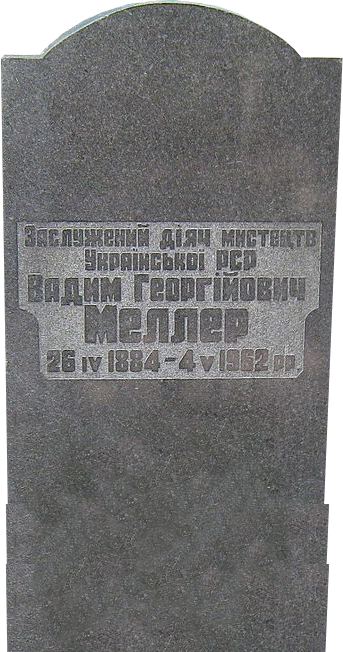 Заслужений діяч мистецтв
Української РСР
Вадим Георгійович
Меллер
26 IV 1884 – 4 V 1962 рр.